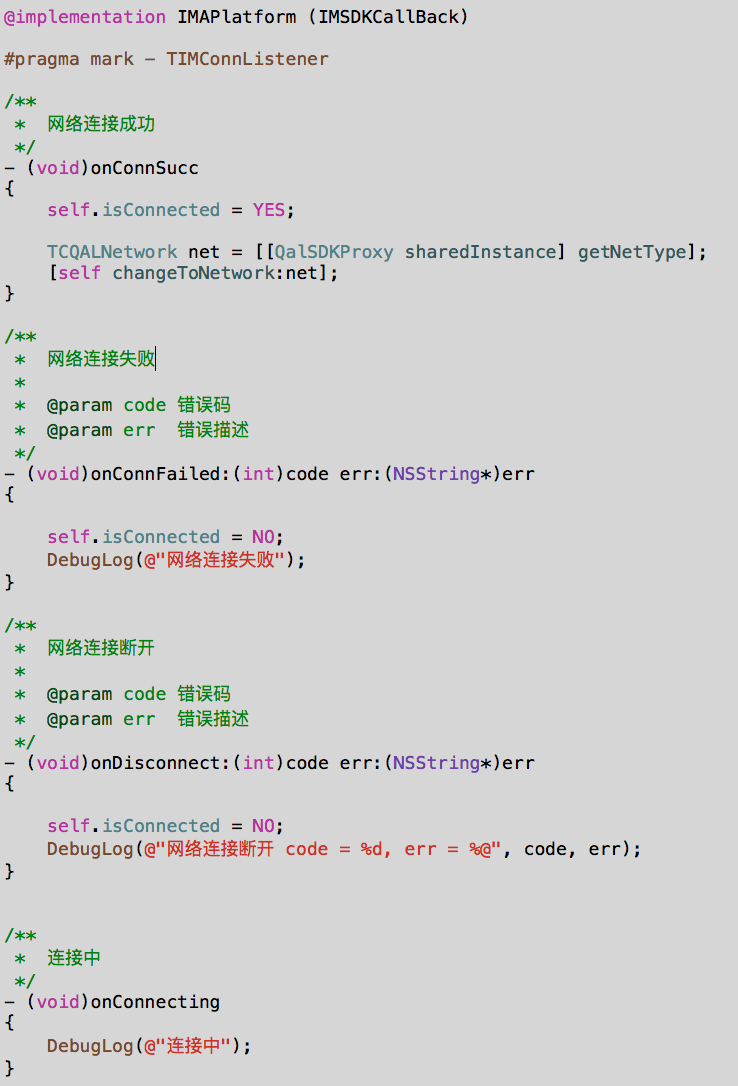 @implementation IMAPlatform (IMSDKCallBack)
#pragma mark - TIMConnListener
/**
 *  网络连接成功
 */
- (void)onConnSucc
{
    self.isConnected = YES;
    TCQALNetwork net = [[QalSDKProxy sharedInstance] getNetType];
    [self changeToNetwork:net];
}
/**
 *  网络连接失败
 *
 *  @param code 错误码
 *  @param err  错误描述
 */
- (void)onConnFailed:(int)code err:(NSString*)err
{
    self.isConnected = NO;
    DebugLog(@"网络连接失败");
}
/**
 *  网络连接断开
 *
 *  @param code 错误码
 *  @param err  错误描述
 */
- (void)onDisconnect:(int)code err:(NSString*)err
{
    self.isConnected = NO;
    DebugLog(@"网络连接断开 code = %d, err = %@", code, err);
}
/**
 *  连接中
 */
- (void)onConnecting
{
    DebugLog(@"连接中");
}